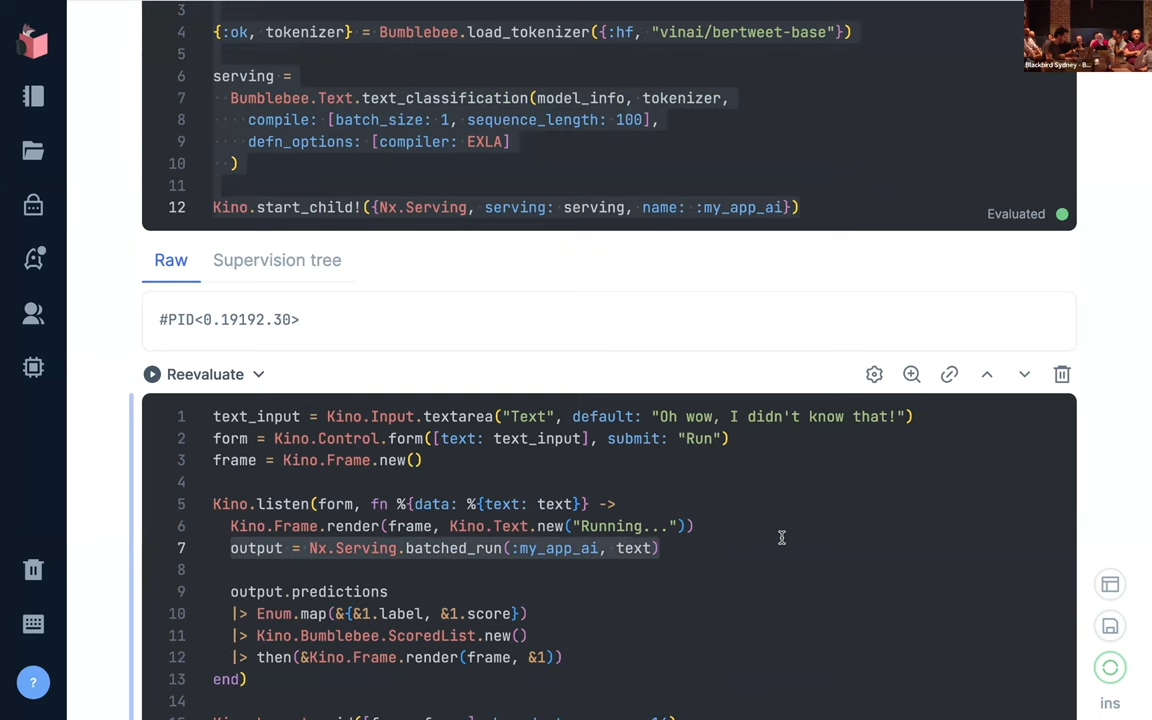 3
4 {:ok, tokenizer} = Bumblebee.load_tokenizer({:hf, "vinai/bertweet-base"})
5
6 serving =
7 Bumblebee.Text.text_classification(model_info, tokenizer,
8 compile: [batch_size: 1, sequence_length: 100],
9 defn_options: [compiler: EXLA]
10 )
11
12 Kino.start_child!({Nx.Serving, serving: serving, name: :my_app_ai})
Evaluated
Raw Supervision tree
#PID<0.19192.30>
Reevaluate
1 text_input = Kino.Input.textarea("Text", default: "Oh wow, I didn't know that!")
2 form = Kino.Control.form([text: text_input], submit: "Run")
3 frame = Kino.Frame.new()
4
5 Kino.listen(form, fn %{data: %{text: text}} ->
6 Kino.Frame.render(frame, Kino.Text.new("Running..."))
7 output = Nx.Serving.batched_run(:my_app_ai, text)
8
9 output.predictions
10 |> Enum.map(&{&1.label, &1.score})
11 |> Kino.Bumblebee.ScoredList.new()
12 |> then(&Kino.Frame.render(frame, &1))
13 end)
14
?
ins
Blackbird Sydney - B...